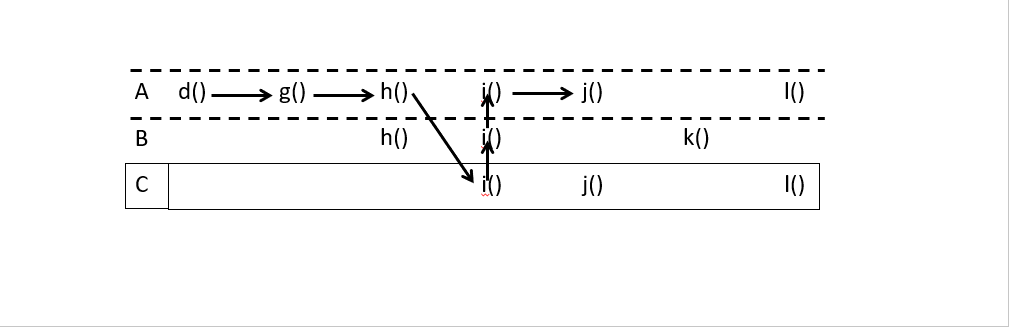 A d() g() h() i() j() l()
B h() i() k()
C i() j() l()